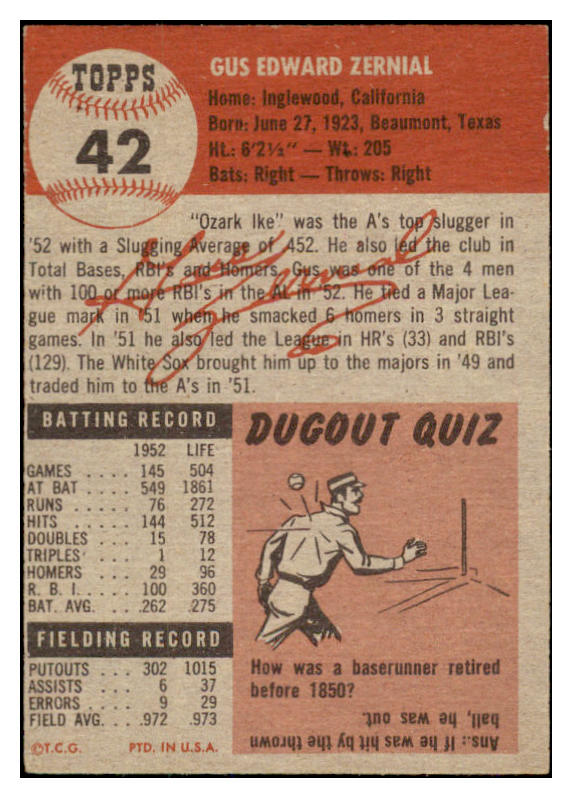 TOPPS
42
GUS EDWARD ZERNIAL
Home: Inglewood, California
Born: June 27, 1923, Beaumont, Texas
Ht.: 6'2½" — Wt.: 205
Bats: Right — Throws: Right
"Ozark Ike" was the A's top slugger in
'52 with a Slugging Average of .452. He also led the club in
Total Bases, RBI's and Homers. Gus was one of the 4 men
with 100 or more RBI's in the AL in '52. He tied a Major Lea-
gue mark in '51 when he smacked 6 homers in 3 straight
games. In '51 he also led the League in HR's (33) and RBI's
(129). The White Sox brought him up to the majors in '49 and
traded him to the A's in '51.
Gus Zernial
BATTING RECORD
1952 LIFE
GAMES .... 145 504
AT BAT .... 549 1861
RUNS .... 76 272
HITS .... 144 512
DOUBLES ... 15 78
TRIPLES ... 1 12
HOMERS ... 29 96
R. B. I. .... 100 360
BAT. AVG. ... .262 .275
FIELDING RECORD
PUTOUTS ... 302 1015
ASSISTS ... 6 37
ERRORS .... 9 29
FIELD AVG. .. .972 .973
©T.C.G. PTD. IN U.S.A.
DUGOUT QUIZ
How was a baserunner retired
before 1850?
Ans.: If he was hit by the thrown
ball, he was out.